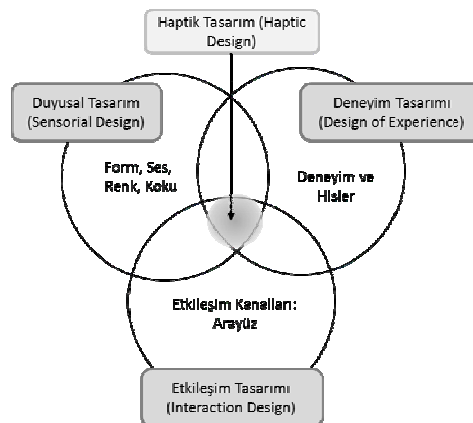 Haptik Tasarım (Haptic
Design)
Duyusal Tasarım
(Sensorial Design)
Deneyim Tasarımı
(Design of Experience)
Form, Ses,
Renk, Koku
Deneyim ve
Hisler
Etkileşim Kanalları:
Arayüz
Etkileşim Tasarımı
(Interaction Design)